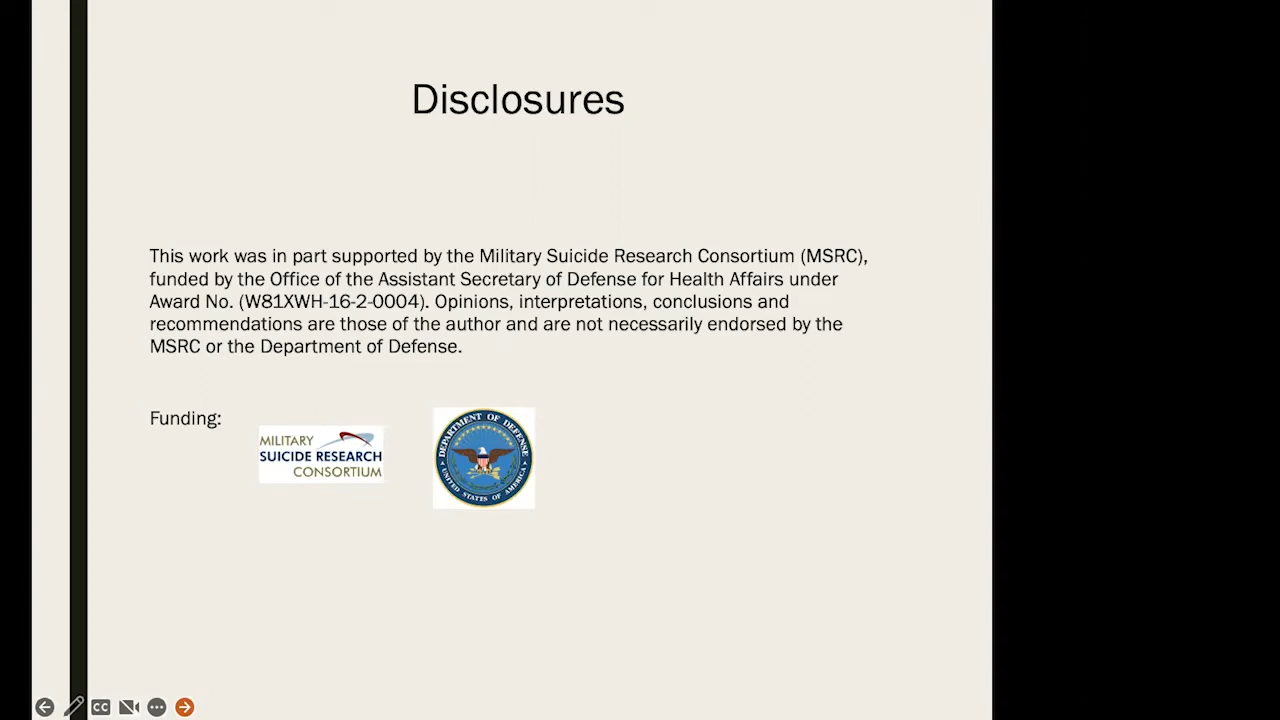 Disclosures
This work was in part supported by the Military Suicide Research Consortium (MSRC),
funded by the Office of the Assistant Secretary of Defense for Health Affairs under
Award No. (W81XWH-16-2-0004). Opinions, interpretations, conclusions and
recommendations are those of the author and are not necessarily endorsed by the
MSRC or the Department of Defense.
Funding:
MILITARY
SUICIDE RESEARCH
CONSORTIUM
DEPARTMENT OF DEFENSE
UNITED STATES OF AMERICA
CC